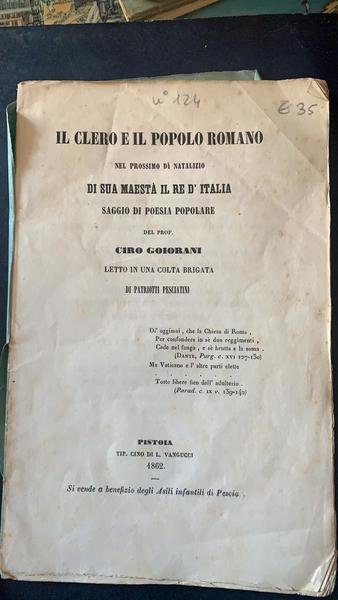 n° 124
€ 35
IL CLERO E IL POPOLO ROMANO
NEL PROSSIMO DÌ NATALIZIO
DI SUA MAESTÀ IL RE D' ITALIA
SAGGIO DI POESIA POPOLARE
DEL PROF.
CIRO GOIORANI
LETTO IN UNA COLTA BRIGATA
DI PATRIOTTI PESCIATINI
Di' oggimai, che la Chiesa di Roma,
Per confondere in sè duo reggimenti,
Cade nel fango, e sè brutta e la soma.
(DANTE, Purg. c. XVI 127-130)
Ma Vaticano e l' altre parti elette
. . . . . .
Tosto libere fien dall' adulterio.
(Parad. c. IX v. 139-142)
PISTOIA
TIP. CINO DI L. VANGUCCI
1862.
Si vende a benefizio degli Asili infantili di Pescia.